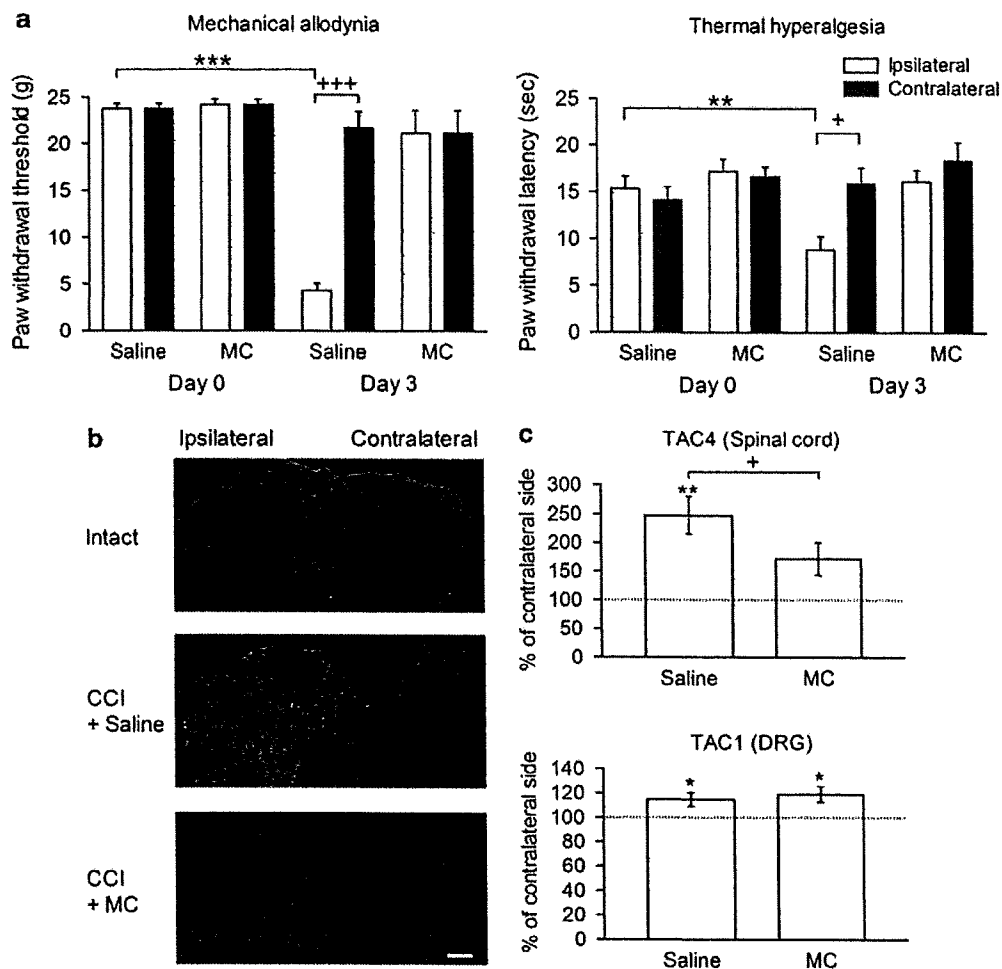 a
Mechanical allodynia
Paw withdrawal threshold (g)
25
20
15
10
5
0
***
+++
Saline MC Saline MC
Day 0 Day 3
Thermal hyperalgesia
Ipsilateral
Contralateral
Paw withdrawal latency (sec)
25
20
15
10
5
0
**
+
Saline MC Saline MC
Day 0 Day 3
b
Ipsilateral Contralateral
Intact
CCI
+ Saline
CCI
+ MC
c
TAC4 (Spinal cord)
% of contralateral side
300
250
200
150
100
50
0
+
**
Saline MC
TAC1 (DRG)
% of contralateral side
140
120
100
80
60
40
20
0
* *
Saline MC